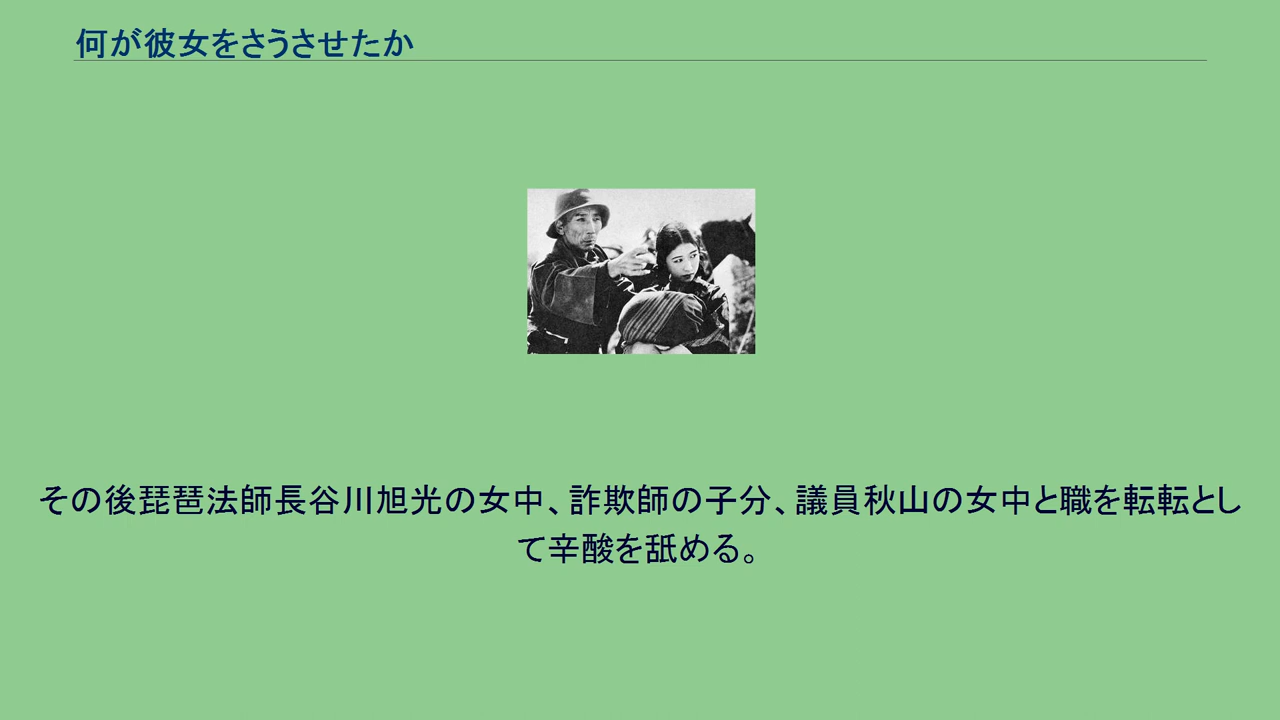 何が彼女をさうさせたか
その後琵琶法師長谷川旭光の女中、詐欺師の子分、議員秋山の女中と職を転転とし
て辛酸を舐める。